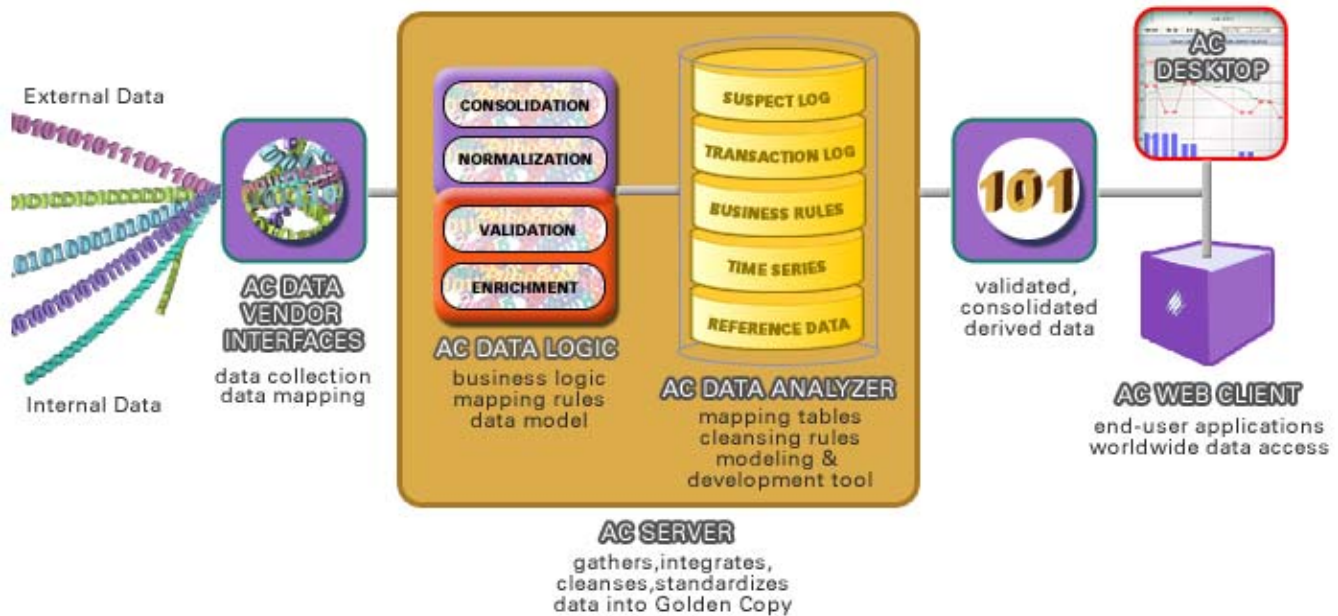 External Data
Internal Data
AC DATA
VENDOR
INTERFACES
data collection
data mapping
CONSOLIDATION
NORMALIZATION
VALIDATION
ENRICHMENT
AC DATA LOGIC
business logic
mapping rules
data model
SUSPECT LOG
TRANSACTION LOG
BUSINESS RULES
TIME SERIES
REFERENCE DATA
AC DATA ANALYZER
mapping tables
cleansing rules
modeling &
development tool
AC SERVER
gathers,integrates,
cleanses,standardizes
data into Golden Copy
101
validated,
consolidated
derived data
AC
DESKTOP
AC WEB CLIENT
end-user applications
worldwide data access